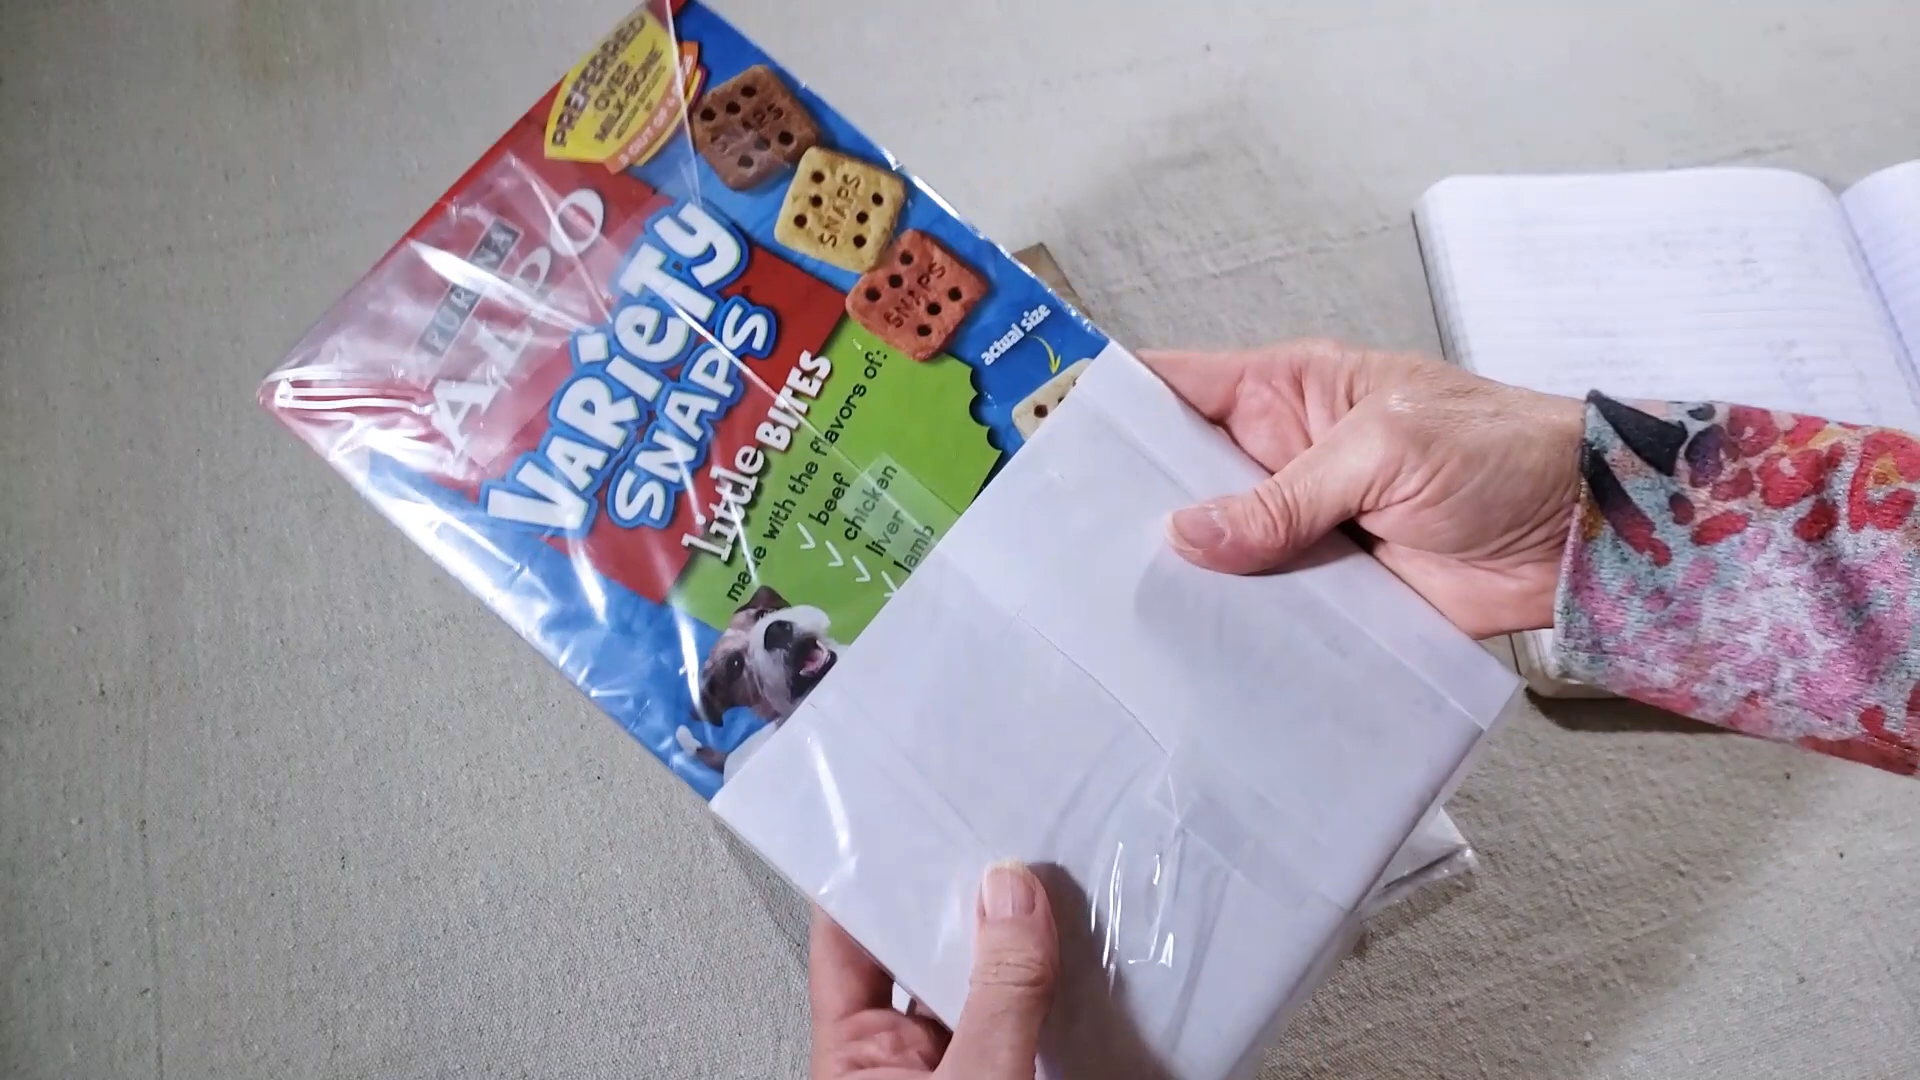 PREFERRED
OVER
MILK-BONE
PURINA
ALPO
VARIETY
SNAPS
little BITES
made with the flavors of:
beef
chicken
liver
lamb
SNAPS
SNAPS
SNAPS
actual size